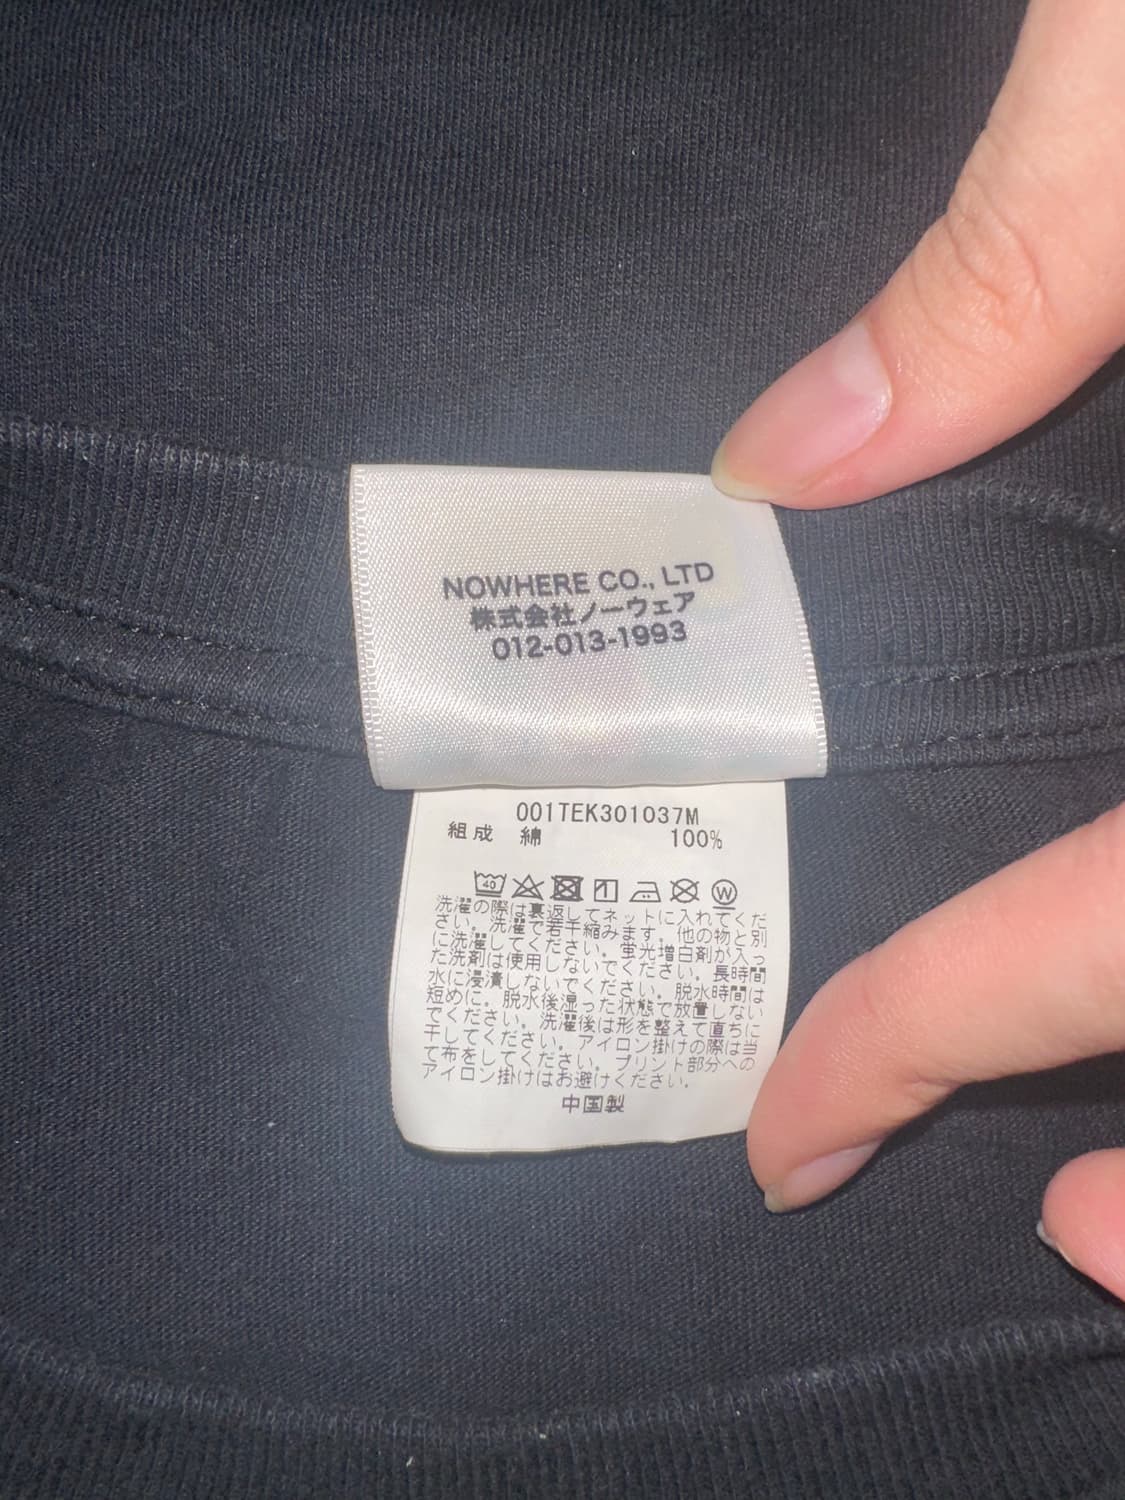 NOWHERE CO., LTD
株式会社ノーウェア
012-013-1993
001TEK301037M
組成 綿 100%
40 W
洗濯の際は裏返してネットに入れてくだ
さい。洗濯で若干縮みます。他の物と別
に洗濯してください。蛍光増白剤が入っ
た洗剤は使用しないでください。長時間
水に浸漬しないでください。脱水時間は
短めに。脱水後湿った状態で放置しない
でください。洗濯後は形を整えて直ちに
干してください。アイロン掛けの際は当
て布をしてください。プリント部分への
アイロン掛けはお避けください。
中国製